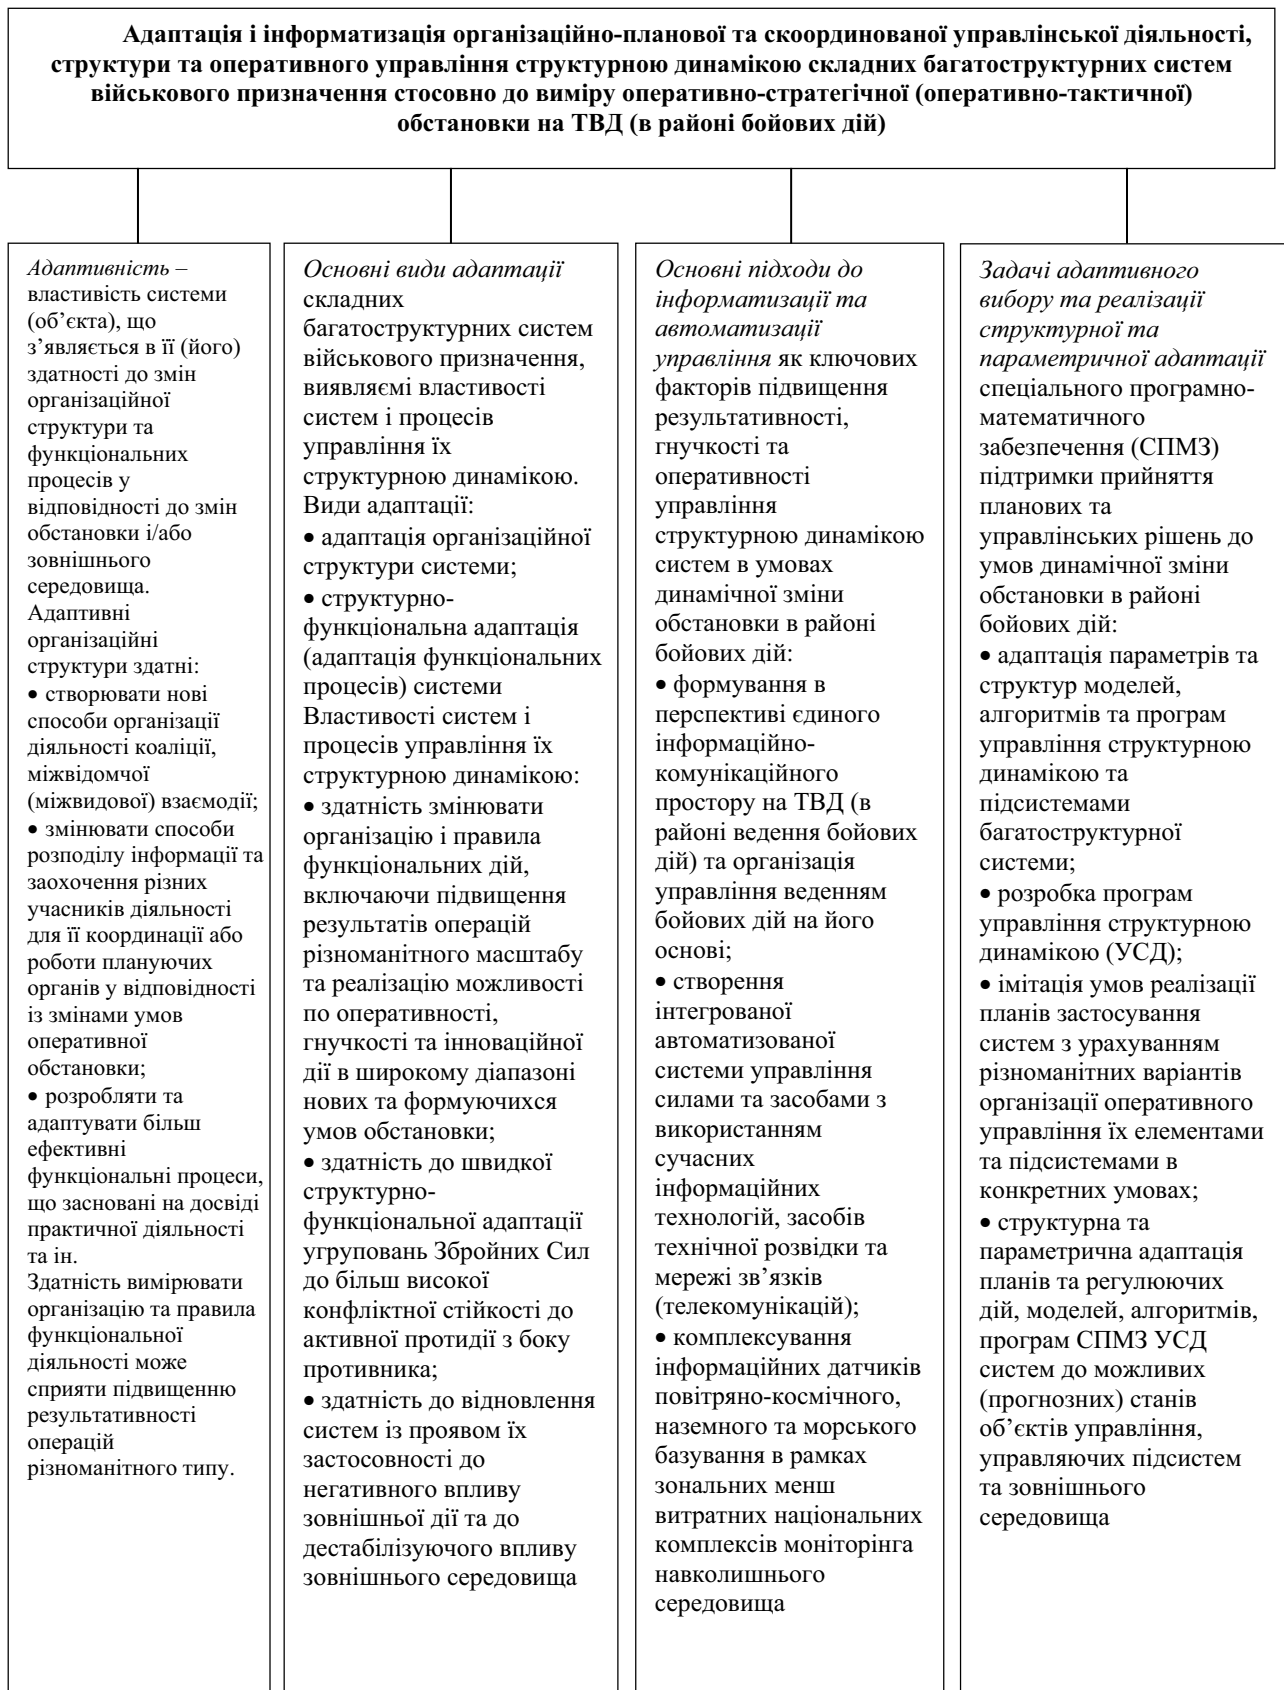 Адаптація і інформатизація організаційно-планової та скоординованої управлінської діяльності,
структури та оперативного управління структурною динамікою складних багатоструктурних систем
військового призначення стосовно до виміру оперативно-стратегічної (оперативно-тактичної)
обстановки на ТВД (в районі бойових дій)
Адаптивність –
властивість системи
(об’єкта), що
з’являється в її (його)
здатності до змін
організаційної
структури та
функціональних
процесів у
відповідності до змін
обстановки і/або
зовнішнього
середовища.
Адаптивні
організаційні
структури здатні:
• створювати нові
способи організації
діяльності коаліції,
міжвідомчої
(міжвидової) взаємодії;
• змінювати способи
розподілу інформації та
заохочення різних
учасників діяльності
для її координації або
роботи плануючих
органів у відповідності
із змінами умов
оперативної
обстановки;
• розробляти та
адаптувати більш
ефективні
функціональні процеси,
що засновані на досвіді
практичної діяльності
та ін.
Здатність вимірювати
організацію та правила
функціональної
діяльності може
сприяти підвищенню
результативності
операцій
різноманітного типу.
Основні види адаптації
складних
багатоструктурних систем
військового призначення,
виявляємі властивості
систем і процесів
управління їх
структурною динамікою.
Види адаптації:
• адаптація організаційної
структури системи;
• структурно-
функціональна адаптація
(адаптація функціональних
процесів) системи
Властивості систем і
процесів управління їх
структурною динамікою:
• здатність змінювати
організацію і правила
функціональних дій,
включаючи підвищення
результатів операцій
різноманітного масштабу
та реалізацію можливості
по оперативності,
гнучкості та інноваційної
дії в широкому діапазоні
нових та формуючихся
умов обстановки;
• здатність до швидкої
структурно-
функціональної адаптації
угруповань Збройних Сил
до більш високої
конфліктної стійкості до
активної протидії з боку
противника;
• здатність до відновлення
систем із проявом їх
застосовності до
негативного впливу
зовнішньої дії та до
дестабілізуючого впливу
зовнішнього середовища
Основні підходи до
інформатизації та
автоматизації
управління як ключових
факторів підвищення
результативності,
гнучкості та
оперативності
управління
структурною динамікою
систем в умовах
динамічної зміни
обстановки в районі
бойових дій:
• формування в
перспективі єдиного
інформаційно-
комунікаційного
простору на ТВД (в
районі ведення бойових
дій) та організація
управління веденням
бойових дій на його
основі;
• створення
інтегрованої
автоматизованої
системи управління
силами та засобами з
використанням
сучасних
інформаційних
технологій, засобів
технічної розвідки та
мережі зв’язків
(телекомунікацій);
• комплексування
інформаційних датчиків
повітряно-космічного,
наземного та морського
базування в рамках
зональних менш
витратних національних
комплексів моніторінга
навколишнього
середовища
Задачі адаптивного
вибору та реалізації
структурної та
параметричної адаптації
спеціального програмно-
математичного
забезпечення (СПМЗ)
підтримки прийняття
планових та
управлінських рішень до
умов динамічної зміни
обстановки в районі
бойових дій:
• адаптація параметрів та
структур моделей,
алгоритмів та програм
управління структурною
динамікою та
підсистемами
багатоструктурної
системи;
• розробка програм
управління структурною
динамікою (УСД);
• імітація умов реалізації
планів застосування
систем з урахуванням
різноманітних варіантів
організації оперативного
управління їх елементами
та підсистемами в
конкретних умовах;
• структурна та
параметрична адаптація
планів та регулюючих
дій, моделей, алгоритмів,
програм СПМЗ УСД
систем до можливих
(прогнозних) станів
об’єктів управління,
управляючих підсистем
та зовнішнього
середовища